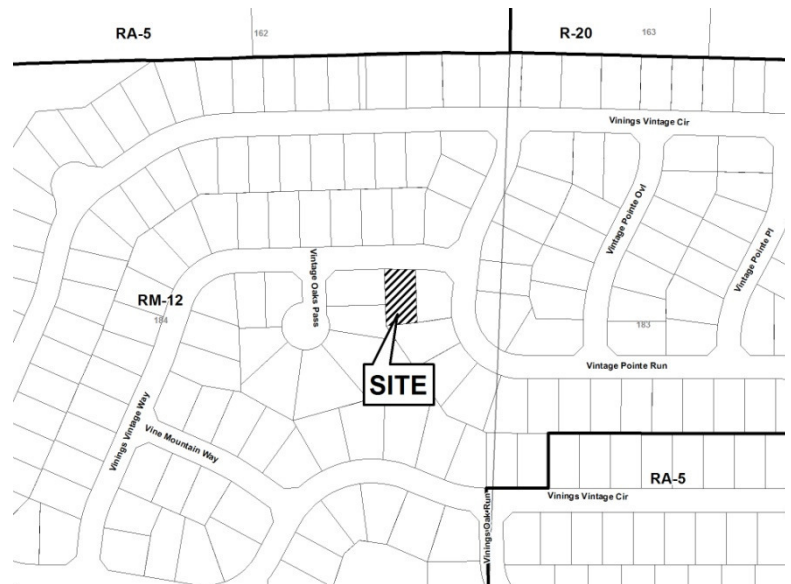 RA-5
162
R-20
163
Vinings Vintage Cir
Vintage Pointe Ovl
Vintage Pointe Pl
Vintage Oaks Pass
RM-12
184
183
Vintage Pointe Run
SITE
Vinings Vintage Way
Vine Mountain Way
RA-5
Vinings Vintage Cir
Vinings Oak Run